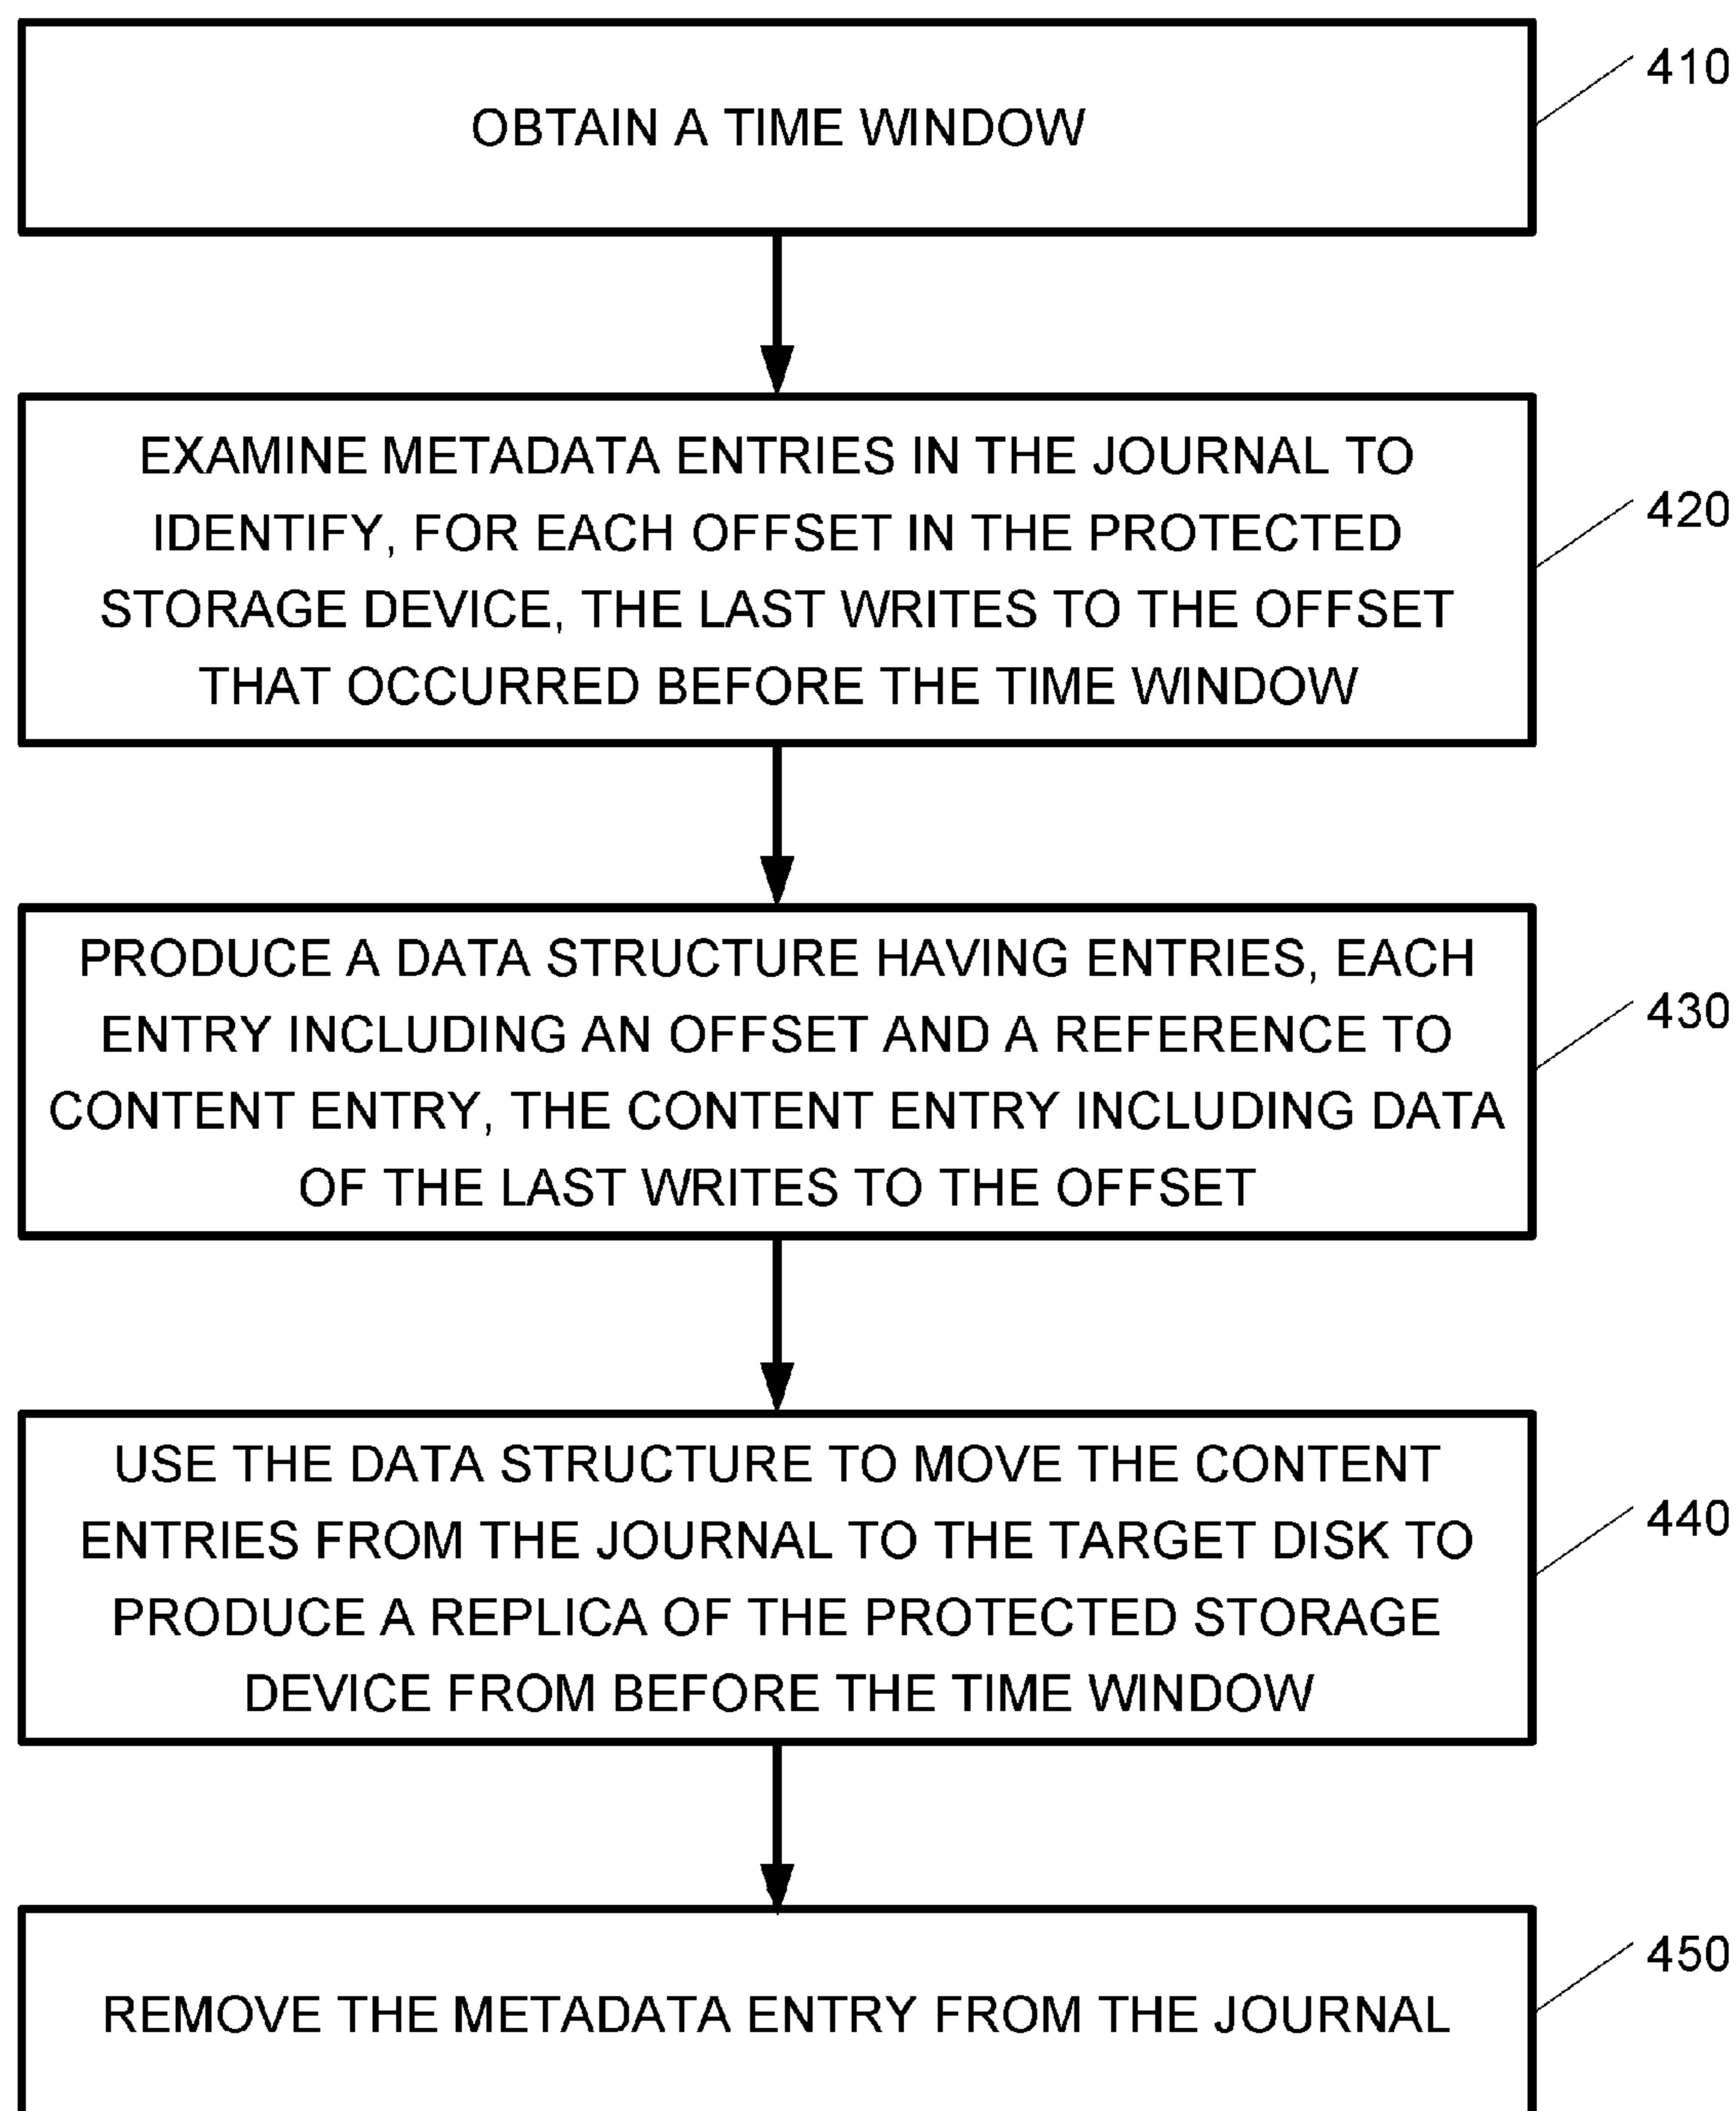 OBTAIN A TIME WINDOW
410
EXAMINE METADATA ENTRIES IN THE JOURNAL TO
IDENTIFY, FOR EACH OFFSET IN THE PROTECTED
STORAGE DEVICE, THE LAST WRITES TO THE OFFSET
THAT OCCURRED BEFORE THE TIME WINDOW
420
PRODUCE A DATA STRUCTURE HAVING ENTRIES, EACH
ENTRY INCLUDING AN OFFSET AND A REFERENCE TO
CONTENT ENTRY, THE CONTENT ENTRY INCLUDING DATA
OF THE LAST WRITES TO THE OFFSET
430
USE THE DATA STRUCTURE TO MOVE THE CONTENT
ENTRIES FROM THE JOURNAL TO THE TARGET DISK TO
PRODUCE A REPLICA OF THE PROTECTED STORAGE
DEVICE FROM BEFORE THE TIME WINDOW
440
REMOVE THE METADATA ENTRY FROM THE JOURNAL
450